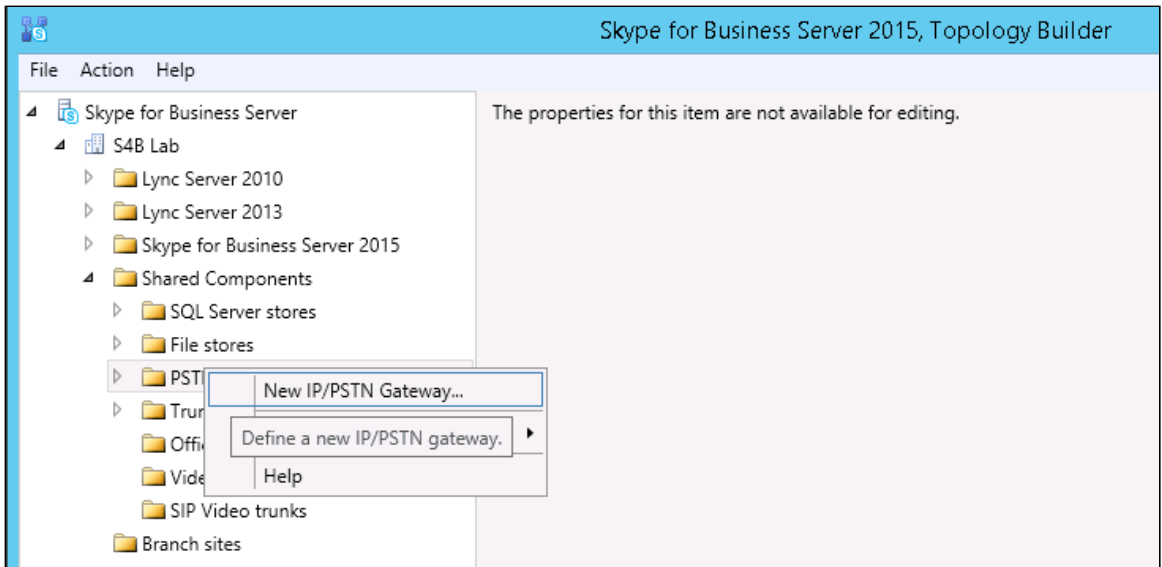 Skype for Business Server 2015, Topology Builder
File Action Help
Skype for Business Server
The properties for this item are not available for editing.
S4B Lab
Lync Server 2010
Lync Server 2013
Skype for Business Server 2015
Shared Components
SQL Server stores
File stores
New IP/PSTN Gateway...
Define a new IP/PSTN gateway.
Help
SIP Video trunks
Branch sites